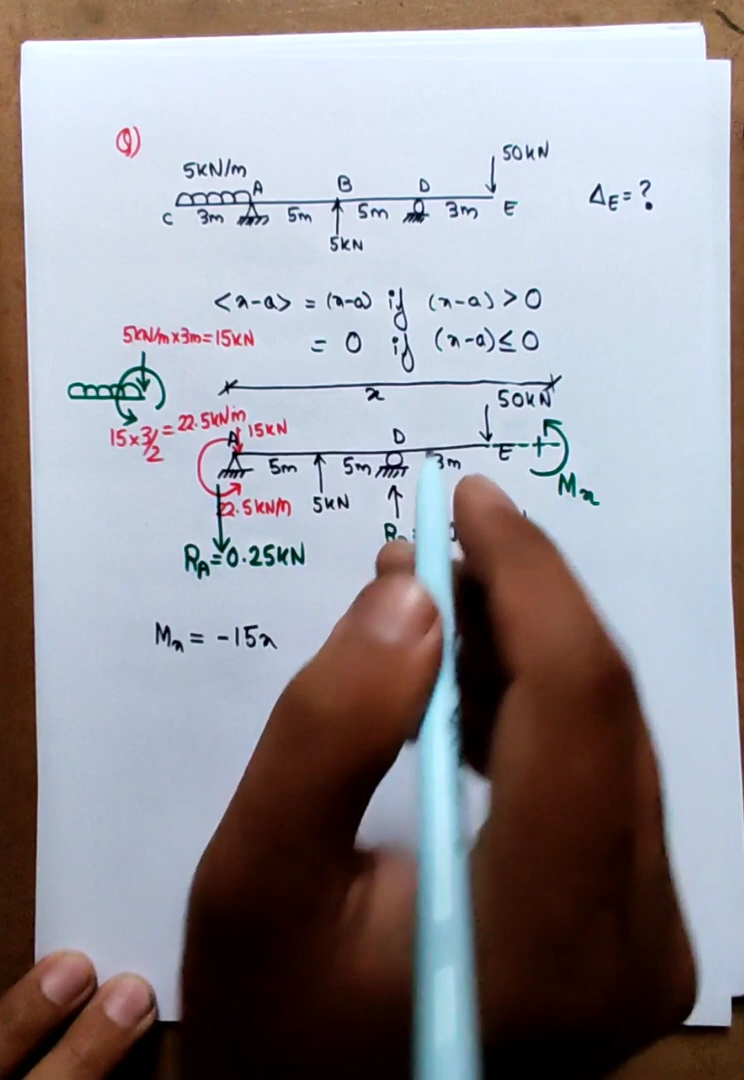 Q)
5KN/m
50KN
A
B
D
C
3m
5m
5m
3m
E
ΔE = ?
5KN
<x-a> = (x-a) if (x-a) > 0
= 0 if (x-a) ≤ 0
5KN/m x 3m = 15KN
x
50KN
15 x 3/2 = 22.5KNm
A
15KN
D
5m
5m
3m
E
+
22.5KN/m
5KN
Mx
RA = 0.25KN
Mx = -15x